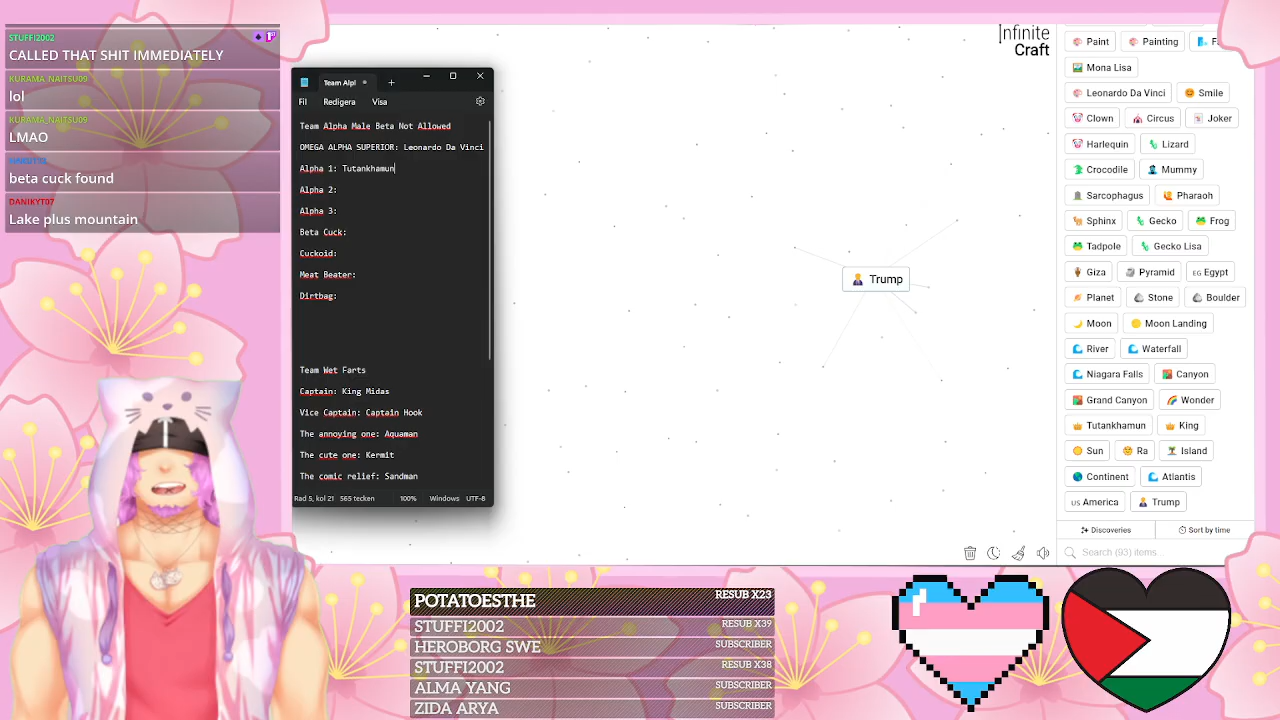 STUFFI2002
CALLED THAT SHIT IMMEDIATELY
KURAMA_NAITSU09
lol
KURAMA_NAITSU09
LMAO
beta cuck found
DANIKYT07
Lake plus mountain
Team Alpl
Fil Redigera Visa
Team Alpha Male Beta Not Allowed
OMEGA ALPHA SUPERIOR: Leonardo Da Vinci
Alpha 1: Tutankhamun
Alpha 2:
Alpha 3:
Beta Cuck:
Cuckoid:
Meat Beater:
Dirtbag:
Team Wet Farts
Captain: King Midas
Vice Captain: Captain Hook
The annoying one: Aquaman
The cute one: Kermit
The comic relief: Sandman
Rad 5, kol 21 565 tecken 100% Windows UTF-8
Infinite
Craft
Trump
Paint Painting
Mona Lisa
Leonardo Da Vinci Smile
Clown Circus Joker
Harlequin Lizard
Crocodile Mummy
Sarcophagus Pharaoh
Sphinx Gecko Frog
Tadpole Gecko Lisa
Giza Pyramid EG Egypt
Planet Stone Boulder
Moon Moon Landing
River Waterfall
Niagara Falls Canyon
Grand Canyon Wonder
Tutankhamun King
Sun Ra Island
Continent Atlantis
US America Trump
Discoveries Sort by time
Search (93) items...
POTATOESTHE RESUB X23
STUFFI2002 RESUB X39
HEROBORG SWE SUBSCRIBER
STUFFI2002 RESUB X38
ALMA YANG SUBSCRIBER
ZIDA ARYA SUBSCRIBER